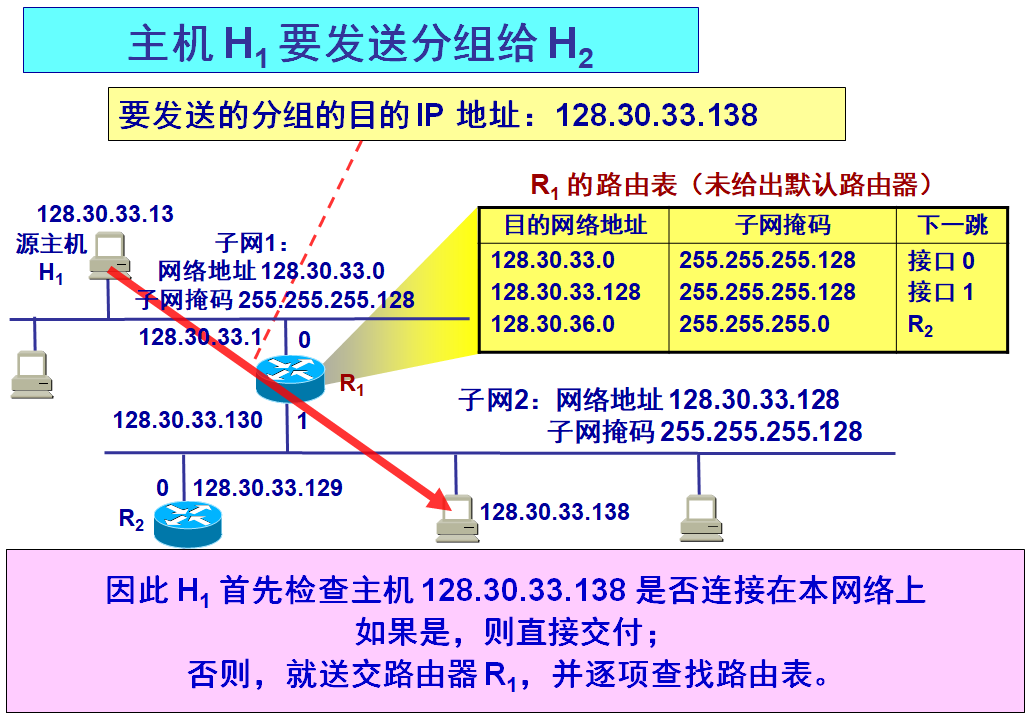 主机 H1 要发送分组给 H2
要发送的分组的目的 IP 地址：128.30.33.138
R1 的路由表（未给出默认路由器）
目的网络地址 子网掩码 下一跳
128.30.33.0 255.255.255.128 接口 0
128.30.33.128 255.255.255.128 接口 1
128.30.36.0 255.255.255.0 R2
128.30.33.13
源主机
H1
子网1：
网络地址 128.30.33.0
子网掩码 255.255.255.128
128.30.33.1
0
R1
128.30.33.130
1
子网2：网络地址 128.30.33.128
子网掩码 255.255.255.128
0
128.30.33.129
R2
128.30.33.138
因此 H1 首先检查主机 128.30.33.138 是否连接在本网络上
如果是，则直接交付；
否则，就送交路由器 R1，并逐项查找路由表。